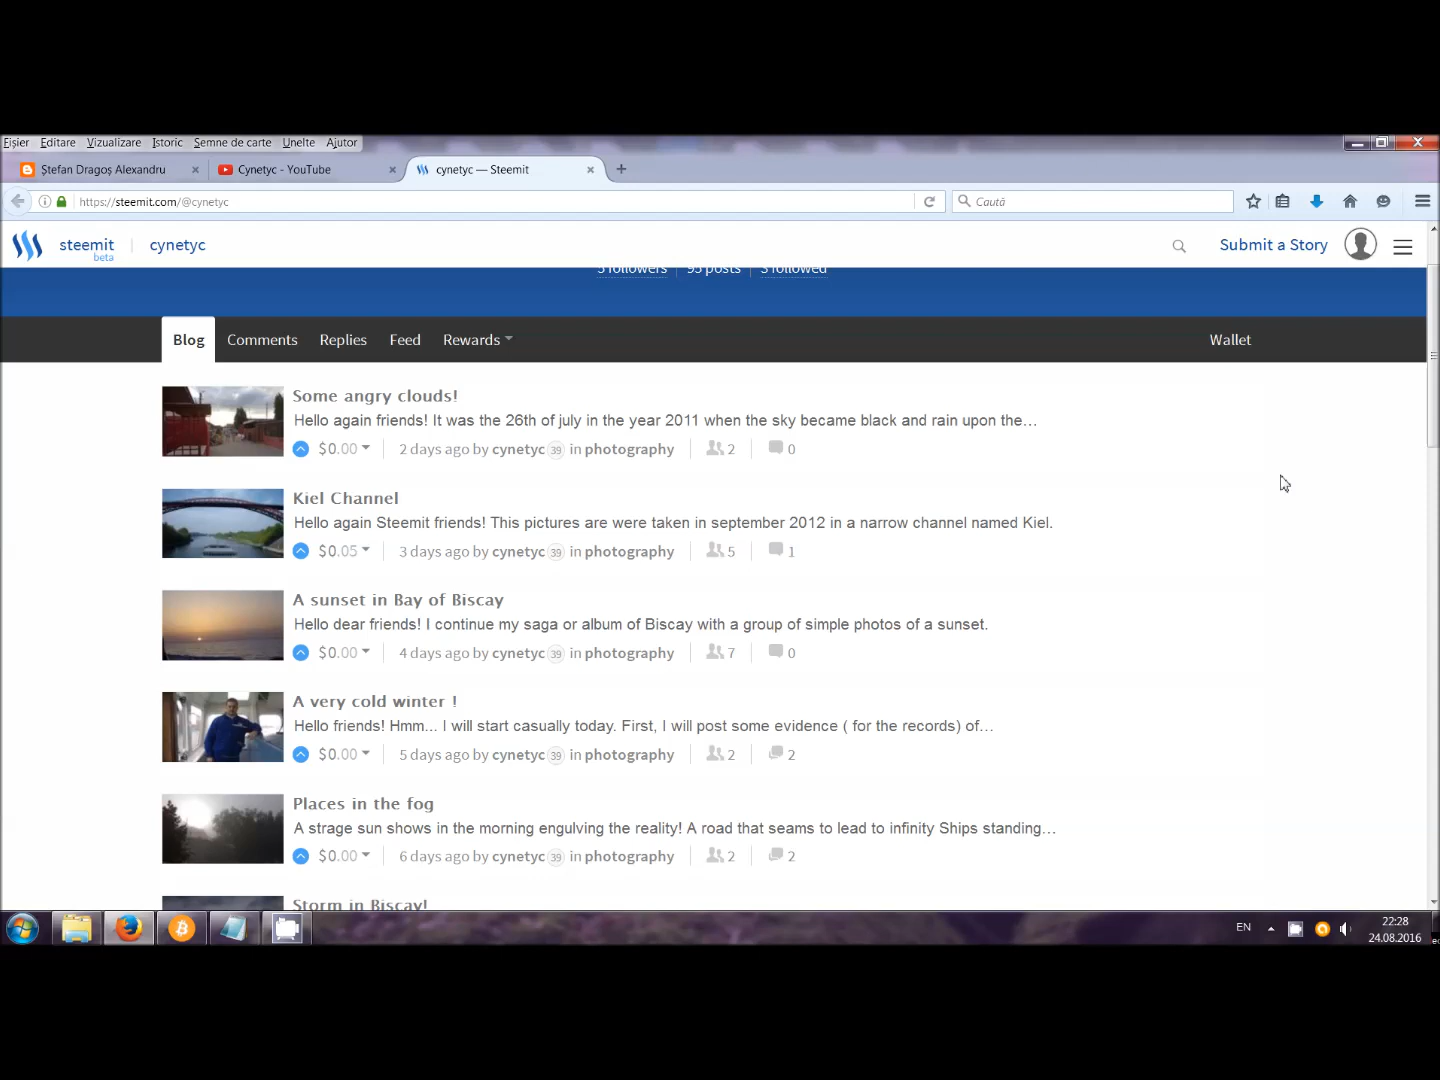 Fișier Editare Vizualizare Istoric Semne de carte Unelte Ajutor
Ștefan Dragoș Alexandru Cynetyc - YouTube cynetyc — Steemit
https://steemit.com/@cynetyc Caută
steemit beta cynetyc Submit a Story
5 followers 95 posts 3 followed
Blog Comments Replies Feed Rewards Wallet
Some angry clouds!
Hello again friends! It was the 26th of july in the year 2011 when the sky became black and rain upon the…
$0.00 2 days ago by cynetyc 39 in photography 2 0
Kiel Channel
Hello again Steemit friends! This pictures are were taken in september 2012 in a narrow channel named Kiel.
$0.05 3 days ago by cynetyc 39 in photography 5 1
A sunset in Bay of Biscay
Hello dear friends! I continue my saga or album of Biscay with a group of simple photos of a sunset.
$0.00 4 days ago by cynetyc 39 in photography 7 0
A very cold winter !
Hello friends! Hmm... I will start casually today. First, I will post some evidence ( for the records) of…
$0.00 5 days ago by cynetyc 39 in photography 2 2
Places in the fog
A strage sun shows in the morning engulving the reality! A road that seams to lead to infinity Ships standing…
$0.00 6 days ago by cynetyc 39 in photography 2 2
Storm in Biscay!
EN 22:28
24.08.2016